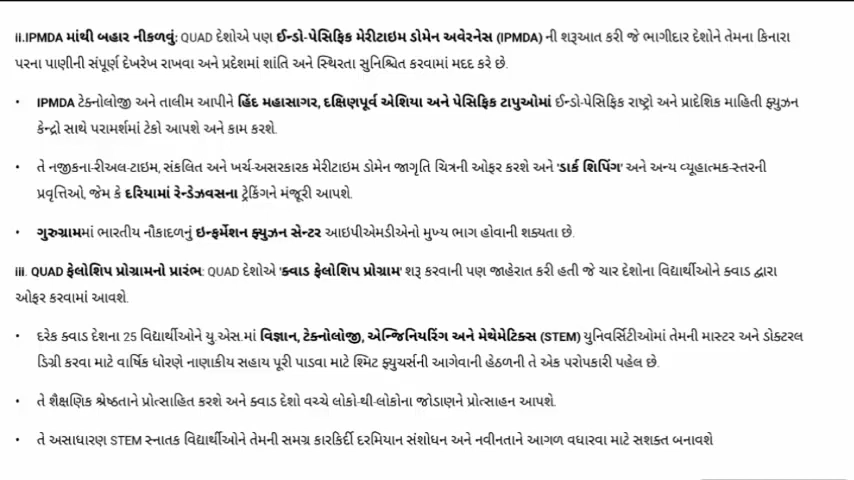 ii.IPMDA માંથી બહાર નીકળવું: QUAD દેશોએ પણ ઈન્ડો-પેસિફિક મેરીટાઇમ ડોમેન અવેરનેસ (IPMDA) ની શરૂઆત કરી જે ભાગીદાર દેશોને તેમના કિનારા
પરના પાણીની સંપૂર્ણ દેખરેખ રાખવા અને પ્રદેશમાં શાંતિ અને સ્થિરતા સુનિશ્ચિત કરવામાં મદદ કરે છે.
• IPMDA ટેક્નોલોજી અને તાલીમ આપીને હિંદ મહાસાગર, દક્ષિણપૂર્વ એશિયા અને પેસિફિક ટાપુઓમાં ઈન્ડો-પેસિફિક રાષ્ટ્રો અને પ્રાદેશિક માહિતી ફ્યુઝન
કેન્દ્રો સાથે પરામર્શમાં ટેકો આપશે અને કામ કરશે.
• તે નજીકના-રીઅલ-ટાઇમ, સંકલિત અને ખર્ચ-અસરકારક મેરીટાઇમ ડોમેન જાગૃતિ ચિત્રની ઓફર કરશે અને 'ડાર્ક શિપિંગ' અને અન્ય વ્યૂહાત્મક-સ્તરની
પ્રવૃત્તિઓ, જેમ કે દરિયામાં રેન્ડેઝવસના ટ્રેકિંગને મંજૂરી આપશે.
• ગુરુગ્રામમાં ભારતીય નૌકાદળનું ઇન્ફર્મેશન ફ્યુઝન સેન્ટર આઇપીએમડીએનો મુખ્ય ભાગ હોવાની શક્યતા છે.
iii. QUAD ફેલોશિપ પ્રોગ્રામનો પ્રારંભ: QUAD દેશોએ 'ક્વાડ ફેલોશિપ પ્રોગ્રામ' શરૂ કરવાની પણ જાહેરાત કરી હતી જે ચાર દેશોના વિદ્યાર્થીઓને ક્વાડ દ્વારા
ઓફર કરવામાં આવશે.
• દરેક ક્વાડ દેશના 25 વિદ્યાર્થીઓને યુ.એસ.માં વિજ્ઞાન, ટેક્નોલોજી, એન્જિનિયરિંગ અને મેથેમેટિક્સ (STEM) યુનિવર્સિટીઓમાં તેમની માસ્ટર અને ડોક્ટરલ
ડિગ્રી કરવા માટે વાર્ષિક ધોરણે નાણાકીય સહાય પૂરી પાડવા માટે શ્મિટ ફ્યુચર્સની આગેવાની હેઠળની તે એક પરોપકારી પહેલ છે.
• તે શૈક્ષણિક શ્રેષ્ઠતાને પ્રોત્સાહિત કરશે અને ક્વાડ દેશો વચ્ચે લોકો-થી-લોકોના જોડાણને પ્રોત્સાહન આપશે.
• તે અસાધારણ STEM સ્નાતક વિદ્યાર્થીઓને તેમની સમગ્ર કારકિર્દી દરમિયાન સંશોધન અને નવીનતાને આગળ વધારવા માટે સશક્ત બનાવશે